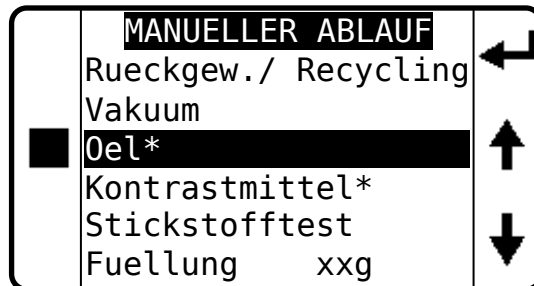 MANUELLER ABLAUF
Rueckgew./ Recycling
Vakuum
Oel*
Kontrastmittel*
Stickstofftest
Fuellung xxg